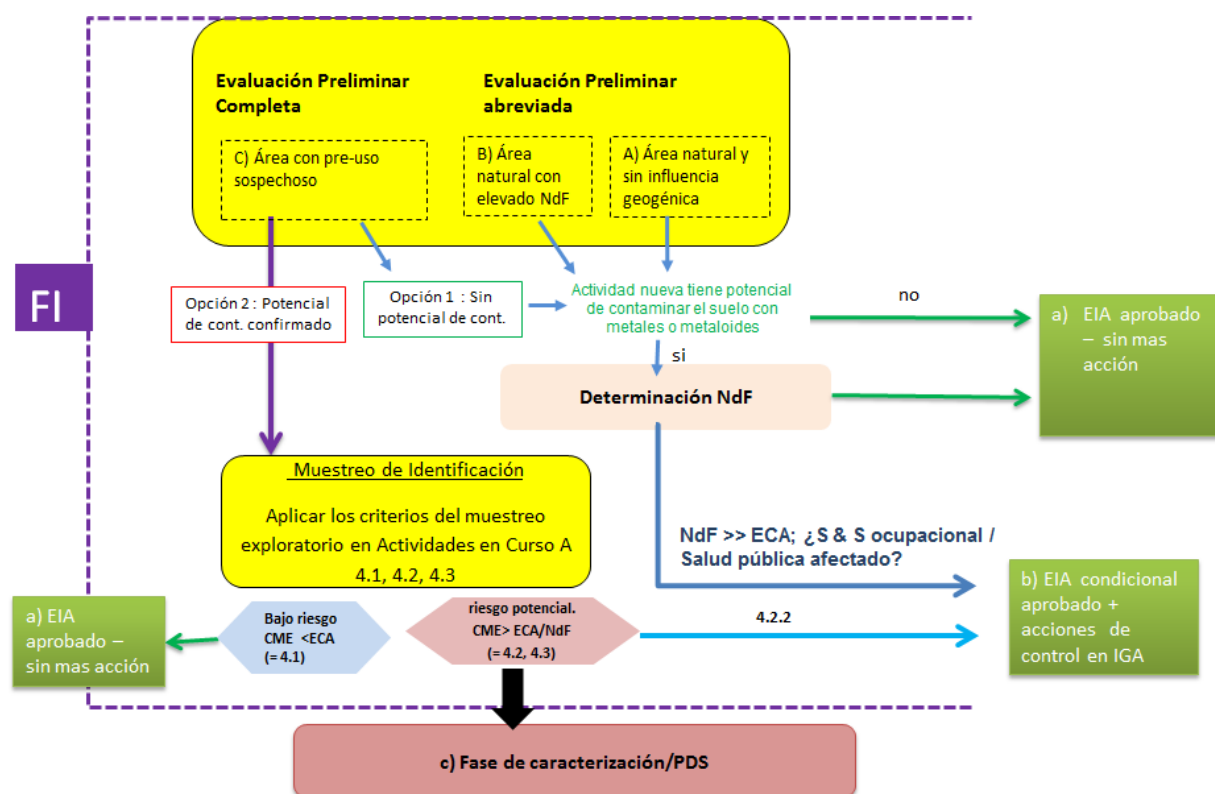 Evaluación Preliminar
Completa
Evaluación Preliminar
abreviada
C) Área con pre-uso
sospechoso
B) Área
natural con
elevado NdF
A) Área natural y
sin influencia
geogénica
FI
Opción 2 : Potencial
de cont. confirmado
Opción 1 : Sin
potencial de cont.
Actividad nueva tiene potencial
de contaminar el suelo con
metales o metaloides
no
si
a) EIA aprobado
– sin mas
acción
Determinación NdF
Muestreo de Identificación
Aplicar los criterios del muestreo
exploratorio en Actividades en Curso A
4.1, 4.2, 4.3
NdF >> ECA; ¿S & S ocupacional /
Salud pública afectado?
b) EIA condicional
aprobado +
acciones de
control en IGA
a) EIA
aprobado –
sin mas acción
Bajo riesgo
CME <ECA
(= 4.1)
riesgo potencial.
CME> ECA/NdF
(= 4.2, 4.3)
4.2.2
c) Fase de caracterización/PDS